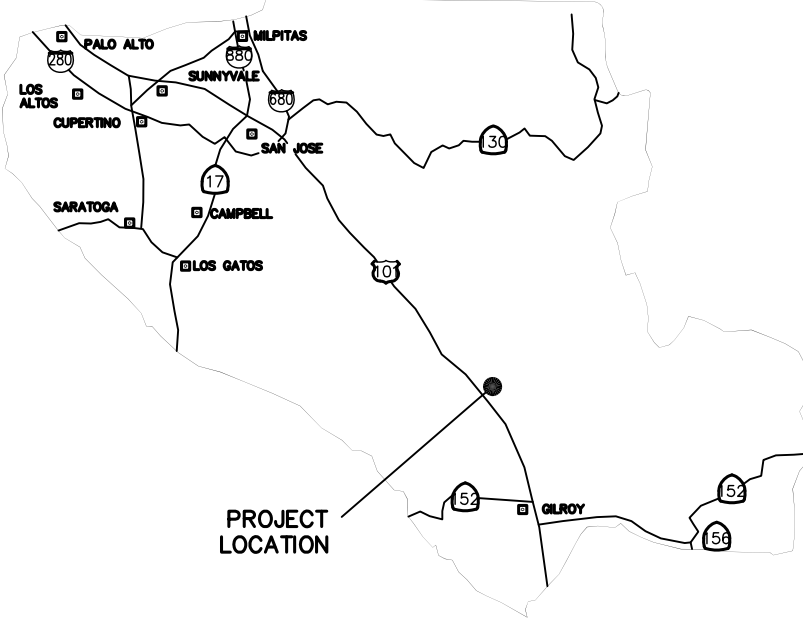 PALO ALTO
MILPITAS
280
880
SUNNYVALE
LOS
ALTOS
680
CUPERTINO
130
SAN JOSE
17
SARATOGA
CAMPBELL
LOS GATOS
101
152
152
GILROY
PROJECT
LOCATION
156